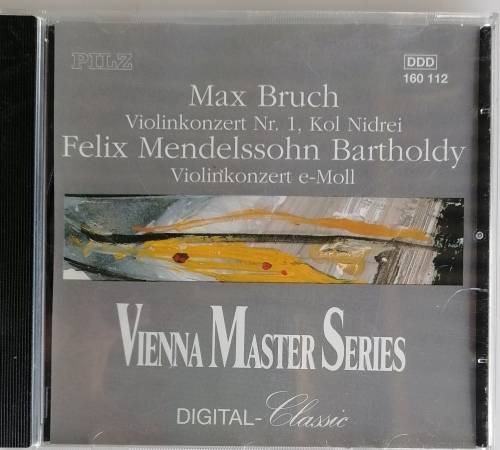 PILZ
DDD
160 112
Max Bruch
Violinkonzert Nr. 1, Kol Nidrei
Felix Mendelssohn Bartholdy
Violinkonzert e-Moll
VIENNA MASTER SERIES
DIGITAL-Classic